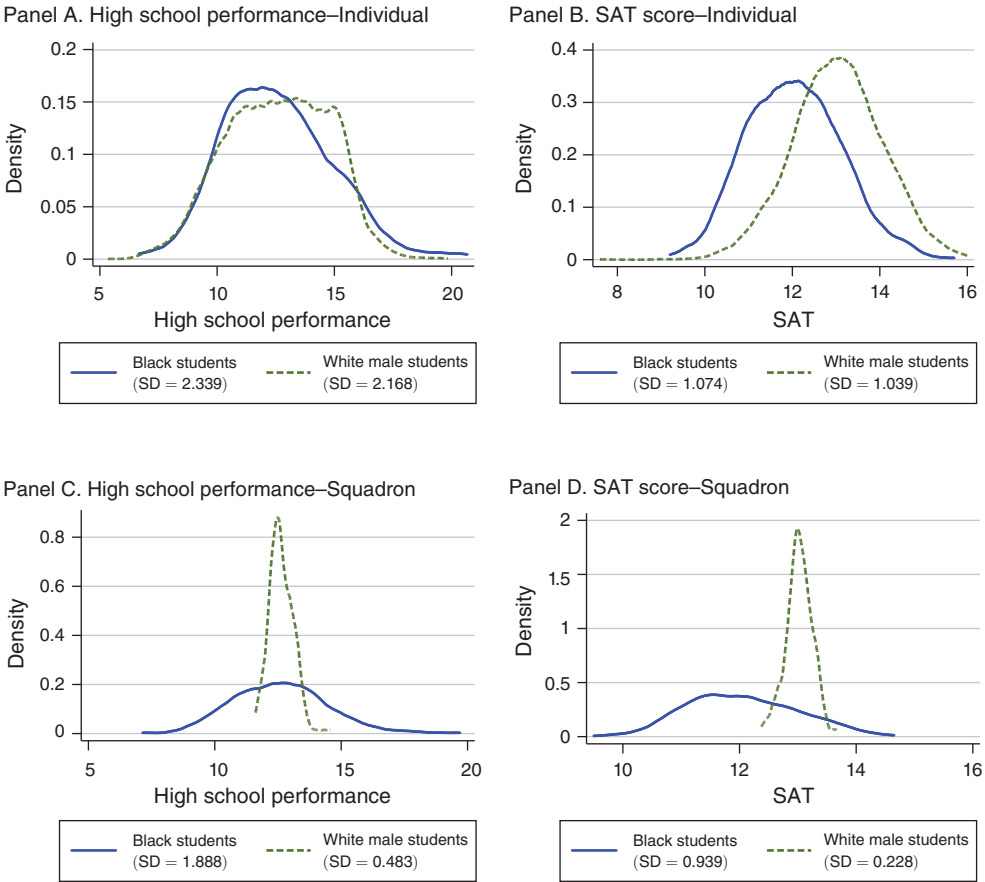 Panel A. High school performance–Individual
0.2
0.15
0.1
0.05
0
Density
5 10 15 20
High school performance
Black students White male students
(SD = 2.339) (SD = 2.168)
Panel B. SAT score–Individual
0.4
0.3
0.2
0.1
0
Density
8 10 12 14 16
SAT
Black students White male students
(SD = 1.074) (SD = 1.039)
Panel C. High school performance–Squadron
0.8
0.6
0.4
0.2
0
Density
5 10 15 20
High school performance
Black students White male students
(SD = 1.888) (SD = 0.483)
Panel D. SAT score–Squadron
2
1.5
1
0.5
0
Density
10 12 14 16
SAT
Black students White male students
(SD = 0.939) (SD = 0.228)